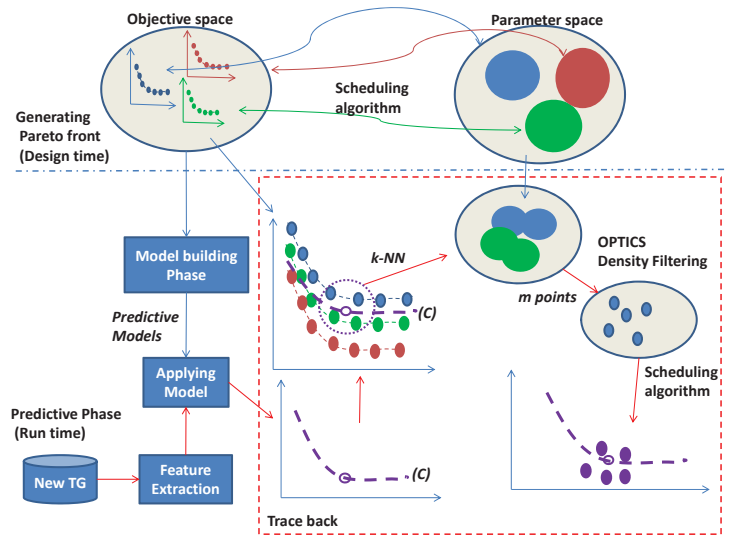 Objective space
Parameter space
Scheduling
algorithm
Generating
Pareto front
(Design time)
Model building
Phase
k-NN
OPTICS
Density Filtering
m points
(C)
Predictive
Models
Applying
Model
Scheduling
algorithm
Predictive Phase
(Run time)
New TG
Feature
Extraction
(C)
Trace back